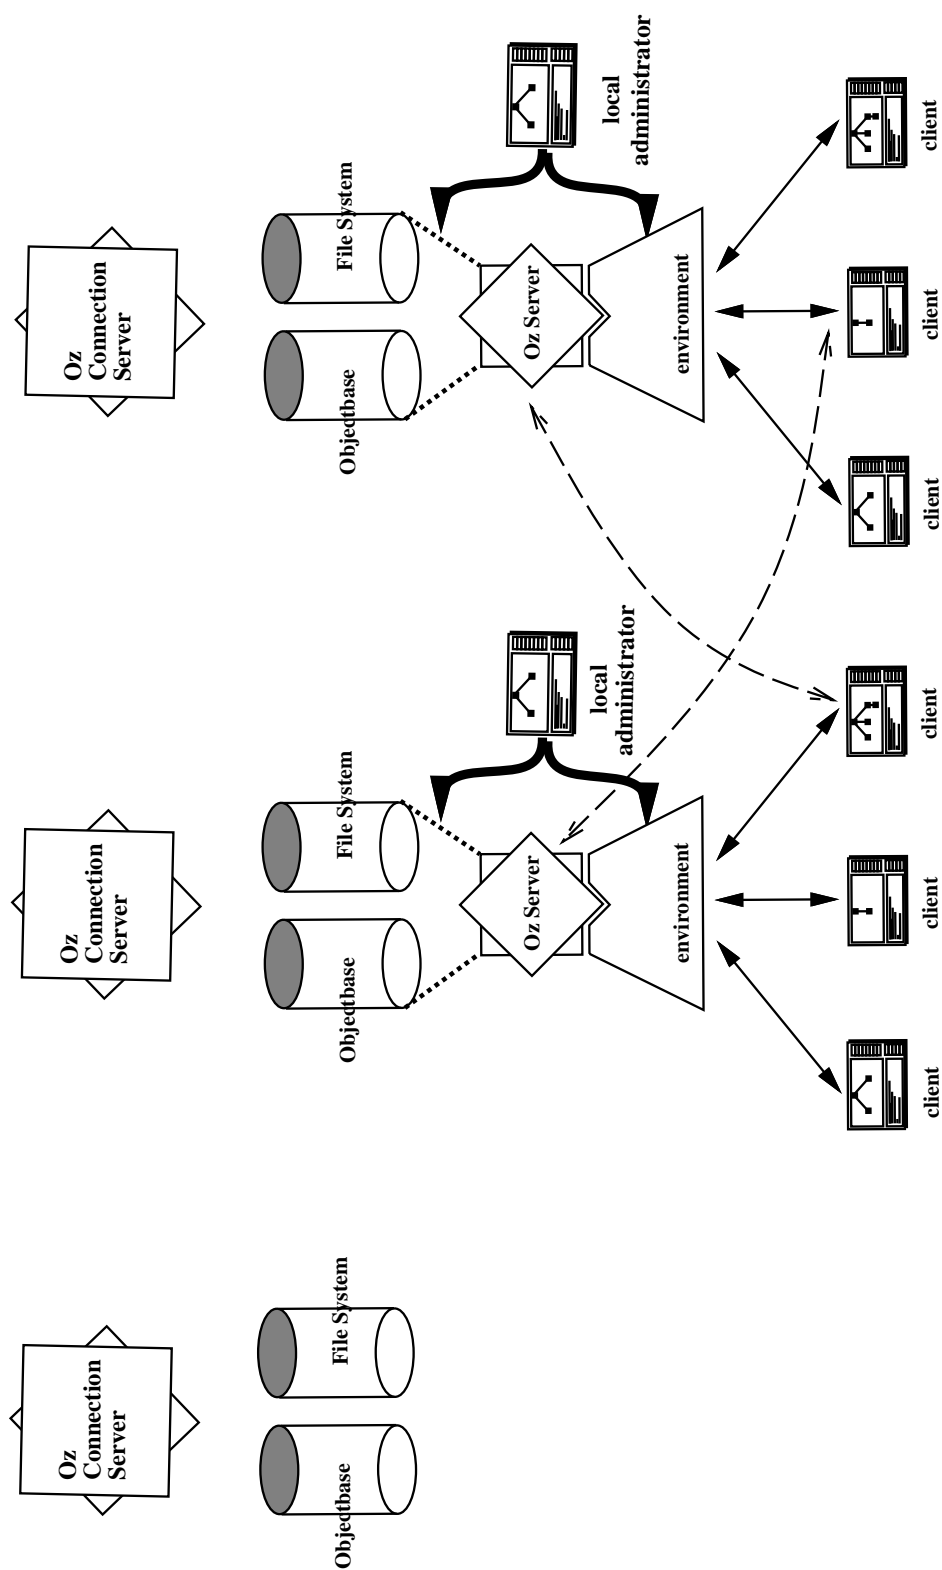 Oz
Connection
Server
Oz
Connection
Server
Oz
Connection
Server
Objectbase
File System
Objectbase
File System
Objectbase
File System
Oz Server
local
administrator
Oz Server
local
administrator
environment
environment
client
client
client
client
client
client